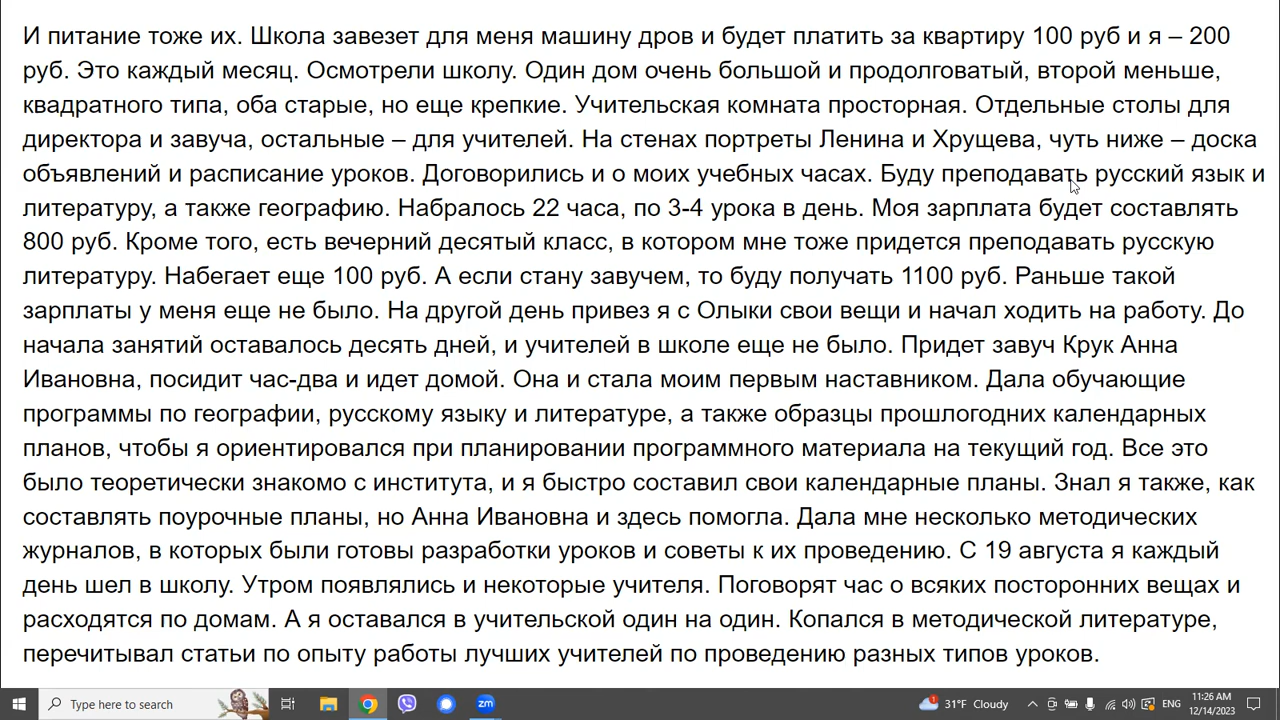 И питание тоже их. Школа завезет для меня машину дров и будет платить за квартиру 100 руб и я – 200
руб. Это каждый месяц. Осмотрели школу. Один дом очень большой и продолговатый, второй меньше,
квадратного типа, оба старые, но еще крепкие. Учительская комната просторная. Отдельные столы для
директора и завуча, остальные – для учителей. На стенах портреты Ленина и Хрущева, чуть ниже – доска
объявлений и расписание уроков. Договорились и о моих учебных часах. Буду преподавать русский язык и
литературу, а также географию. Набралось 22 часа, по 3-4 урока в день. Моя зарплата будет составлять
800 руб. Кроме того, есть вечерний десятый класс, в котором мне тоже придется преподавать русскую
литературу. Набегает еще 100 руб. А если стану завучем, то буду получать 1100 руб. Раньше такой
зарплаты у меня еще не было. На другой день привез я с Олыки свои вещи и начал ходить на работу. До
начала занятий оставалось десять дней, и учителей в школе еще не было. Придет завуч Крук Анна
Ивановна, посидит час-два и идет домой. Она и стала моим первым наставником. Дала обучающие
программы по географии, русскому языку и литературе, а также образцы прошлогодних календарных
планов, чтобы я ориентировался при планировании программного материала на текущий год. Все это
было теоретически знакомо с института, и я быстро составил свои календарные планы. Знал я также, как
составлять поурочные планы, но Анна Ивановна и здесь помогла. Дала мне несколько методических
журналов, в которых были готовы разработки уроков и советы к их проведению. С 19 августа я каждый
день шел в школу. Утром появлялись и некоторые учителя. Поговорят час о всяких посторонних вещах и
расходятся по домам. А я оставался в учительской один на один. Копался в методической литературе,
перечитывал статьи по опыту работы лучших учителей по проведению разных типов уроков.
Type here to search
zm
1
31°F Cloudy
ENG
11:26 AM
12/14/2023